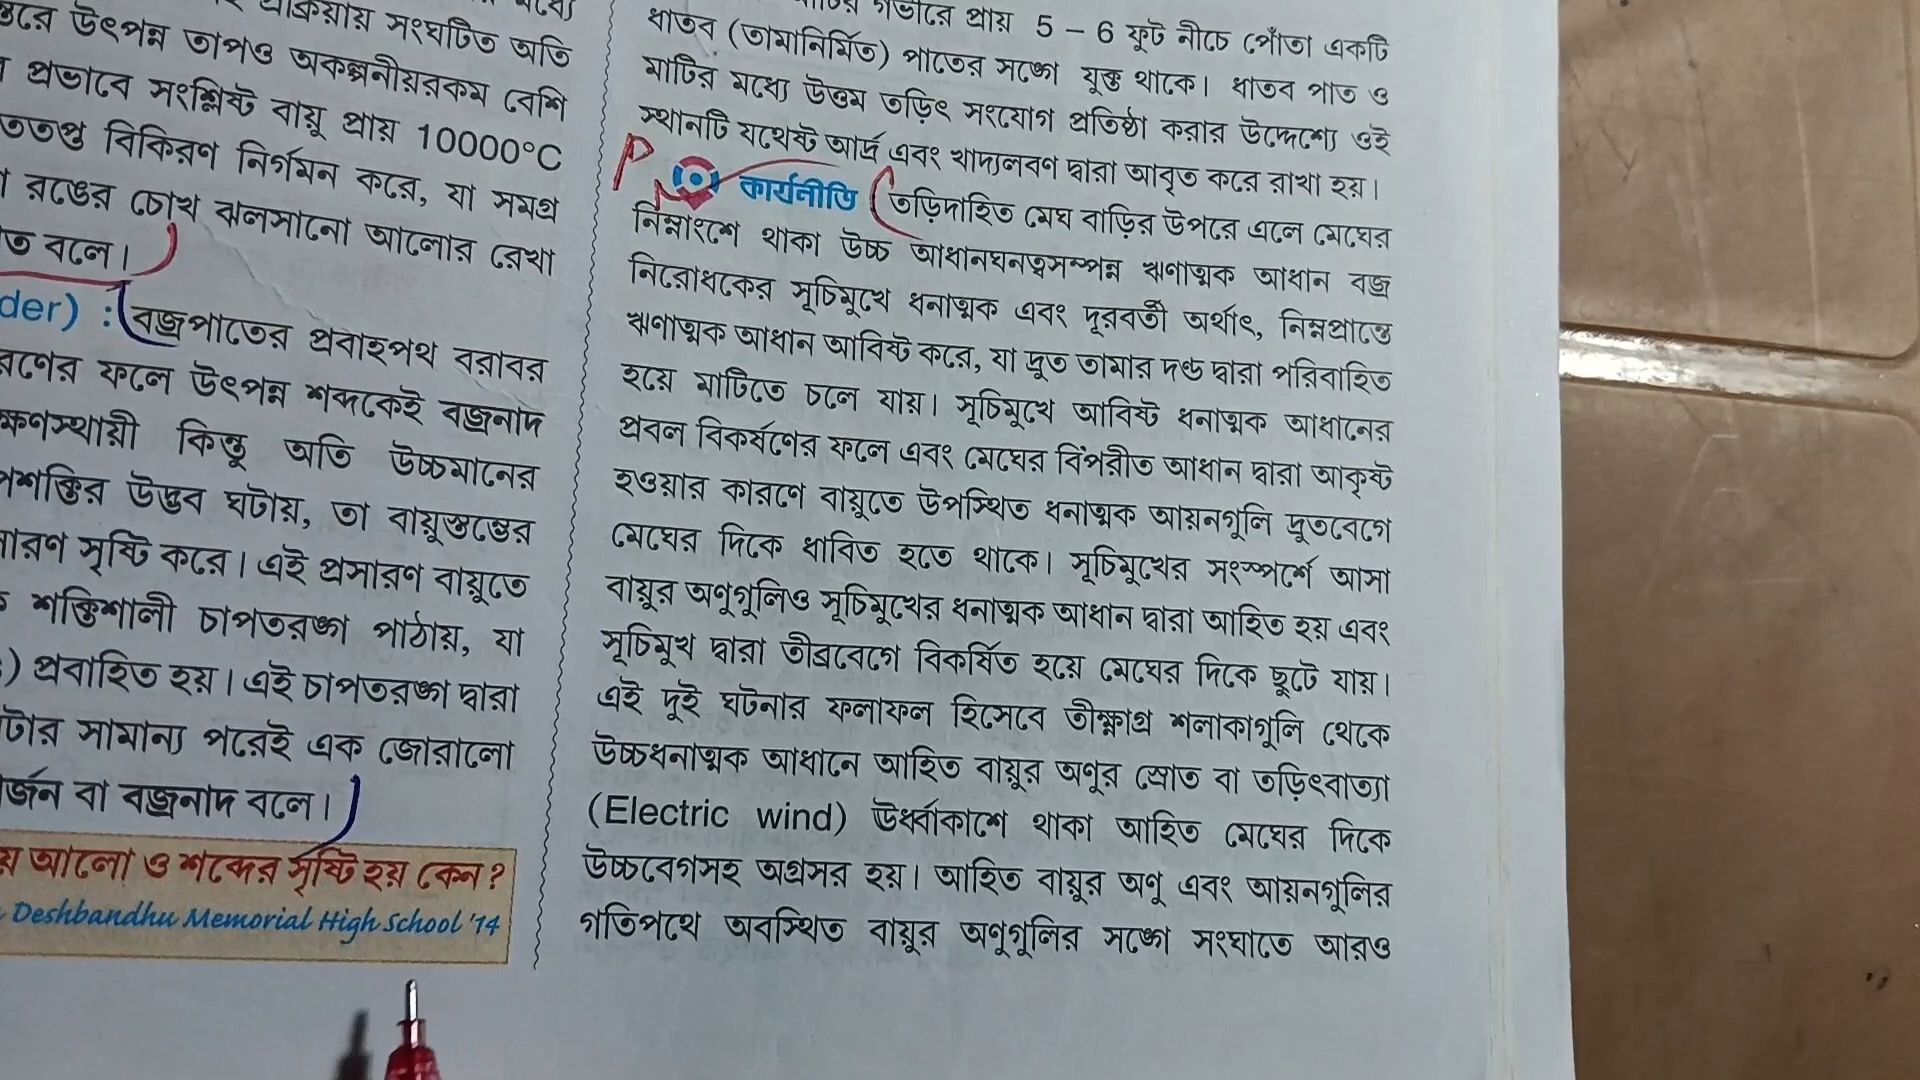 প্রক্রিয়ায় সংঘটিত অতি
স্তরে উৎপন্ন তাপও অকল্পনীয়রকম বেশি
প্রভাবে সংশ্লিষ্ট বায়ু প্রায় 10000°C
বিকিরণ নির্গমন করে, যা সমগ্র
রঙের চোখ ঝলসানো আলোর রেখা
ত বলে।
der) : বজ্রপাতের প্রবাহপথ বরাবর
রণের ফলে উৎপন্ন শব্দকেই বজ্রনাদ
ক্ষণস্থায়ী কিন্তু অতি উচ্চমানের
পশক্তির উদ্ভব ঘটায়, তা বায়ুস্তম্ভের
সারণ সৃষ্টি করে। এই প্রসারণ বায়ুতে
শক্তিশালী চাপতরঙ্গ পাঠায়, যা
) প্রবাহিত হয়। এই চাপতরঙ্গ দ্বারা
টার সামান্য পরেই এক জোরালো
র্জন বা বজ্রনাদ বলে।
য় আলো ও শব্দের সৃষ্টি হয় কেন?
Deshbandhu Memorial High School '14
গভীরে প্রায় 5 – 6 ফুট নীচে পোঁতা একটি
ধাতব (তামানির্মিত) পাতের সঙ্গে যুক্ত থাকে। ধাতব পাত ও
মাটির মধ্যে উত্তম তড়িৎ সংযোগ প্রতিষ্ঠা করার উদ্দেশ্যে ওই
স্থানটি যথেষ্ট আর্দ্র এবং খাদ্যলবণ দ্বারা আবৃত করে রাখা হয়।
P কার্যনীতি তড়িদাহিত মেঘ বাড়ির উপরে এলে মেঘের
নিম্নাংশে থাকা উচ্চ আধানঘনত্বসম্পন্ন ঋণাত্মক আধান বজ্র
নিরোধকের সূচিমুখে ধনাত্মক এবং দূরবর্তী অর্থাৎ, নিম্নপ্রান্তে
ঋণাত্মক আধান আবিষ্ট করে, যা দ্রুত তামার দণ্ড দ্বারা পরিবাহিত
হয়ে মাটিতে চলে যায়। সূচিমুখে আবিষ্ট ধনাত্মক আধানের
প্রবল বিকর্ষণের ফলে এবং মেঘের বিপরীত আধান দ্বারা আকৃষ্ট
হওয়ার কারণে বায়ুতে উপস্থিত ধনাত্মক আয়নগুলি দ্রুতবেগে
মেঘের দিকে ধাবিত হতে থাকে। সূচিমুখের সংস্পর্শে আসা
বায়ুর অণুগুলিও সূচিমুখের ধনাত্মক আধান দ্বারা আহিত হয় এবং
সূচিমুখ দ্বারা তীব্রবেগে বিকর্ষিত হয়ে মেঘের দিকে ছুটে যায়।
এই দুই ঘটনার ফলাফল হিসেবে তীক্ষ্ণাগ্র শলাকাগুলি থেকে
উচ্চধনাত্মক আধানে আহিত বায়ুর অণুর স্রোত বা তড়িৎবাত্যা
(Electric wind) ঊর্ধ্বাকাশে থাকা আহিত মেঘের দিকে
উচ্চবেগসহ অগ্রসর হয়। আহিত বায়ুর অণু এবং আয়নগুলির
গতিপথে অবস্থিত বায়ুর অণুগুলির সঙ্গে সংঘাতে আরও